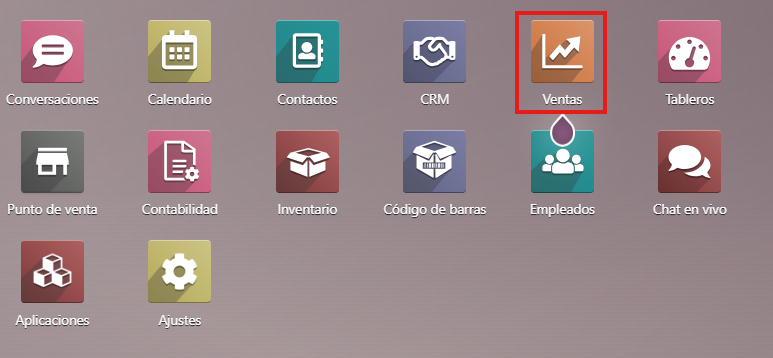 Conversaciones
Calendario
Contactos
CRM
Ventas
Tableros
Punto de venta
Contabilidad
Inventario
Código de barras
Empleados
Chat en vivo
Aplicaciones
Ajustes